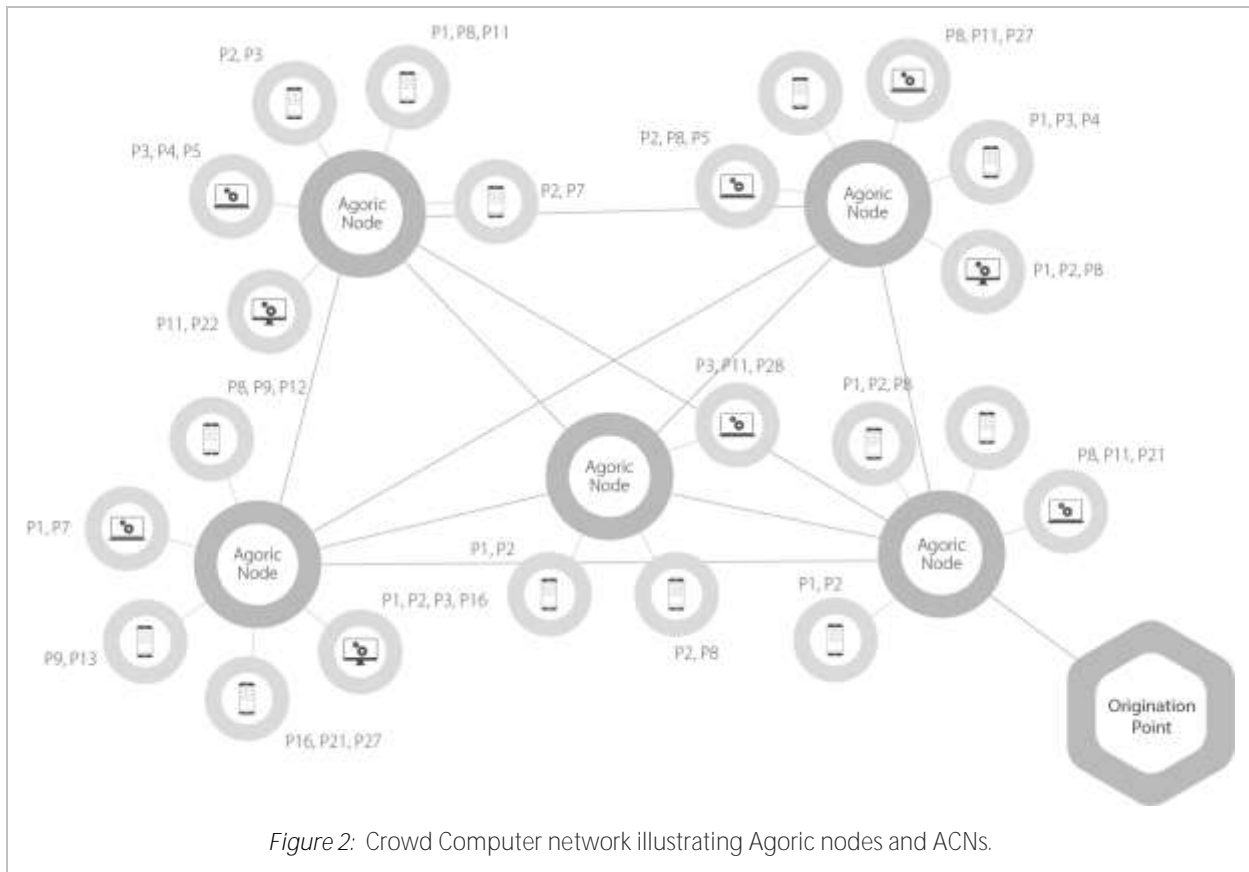 P1, P8, P11
P2, P3
P8, P11, P27
P3, P4, P5
P2, P8, P5
P1, P3, P4
Agoric
Node
P2, P7
Agoric
Node
P1, P2, P8
P11, P22
P3, P11, P28
P8, P9, P12
P1, P2, P8
P8, P11, P21
Agoric
Node
P1, P7
Agoric
Node
P1, P2
Agoric
Node
P1, P2, P3, P16
P1, P2
P9, P13
P2, P8
P16, P21, P27
Origination
Point
Figure 2: Crowd Computer network illustrating Agoric nodes and ACNs.